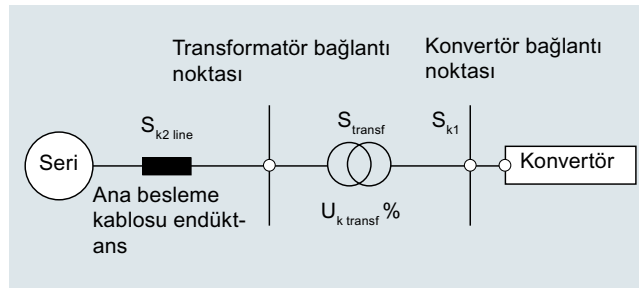 Transformatör bağlantı
noktası
Konvertör bağlantı
noktası
S k2 line
S transf
S k1
Seri
Konvertör
Ana besleme
kablosu endükt-
ans
U k transf %